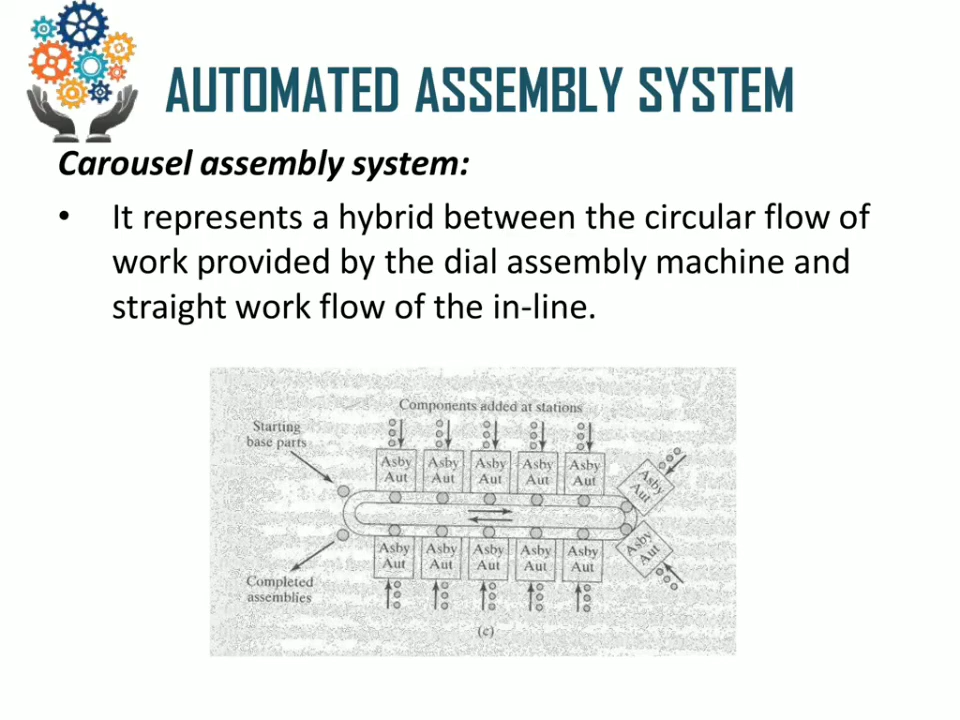 AUTOMATED ASSEMBLY SYSTEM
Carousel assembly system:
• It represents a hybrid between the circular flow of
work provided by the dial assembly machine and
straight work flow of the in-line.
Components added at stations
Starting
base parts
Asby Asby Asby Asby Asby
Aut Aut Aut Aut Aut
Asby
Aut
Asby
Aut
Asby Asby Asby Asby Asby
Aut Aut Aut Aut Aut
Completed
assemblies
(c)